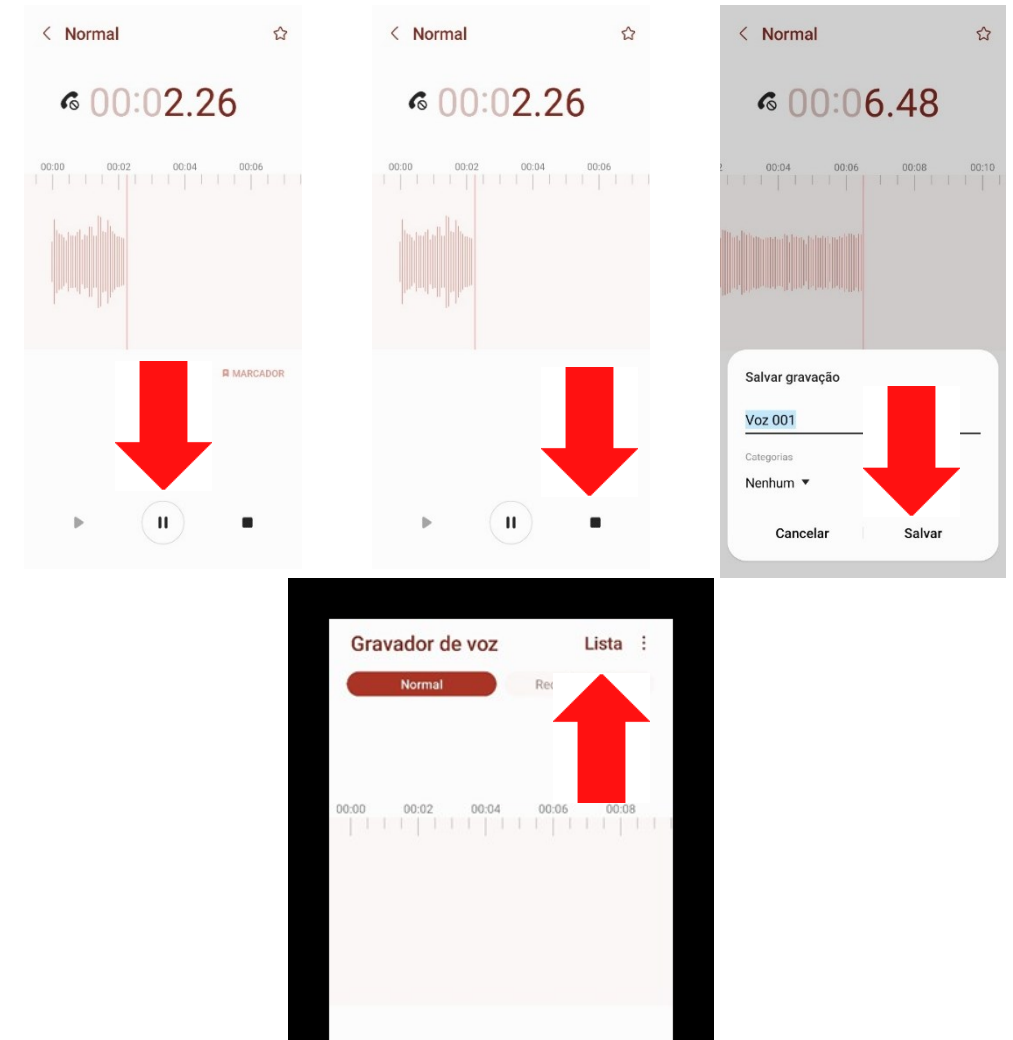 Normal
00:02.26
00:00 00:02 00:04 00:06
MARCADOR
Normal
00:02.26
00:00 00:02 00:04 00:06
Normal
00:06.48
00:04 00:06 00:08 00:10
Salvar gravação
Voz 001
Categorias
Nenhum
Cancelar Salvar
Gravador de voz Lista
Normal
00:00 00:02 00:04 00:06 00:08